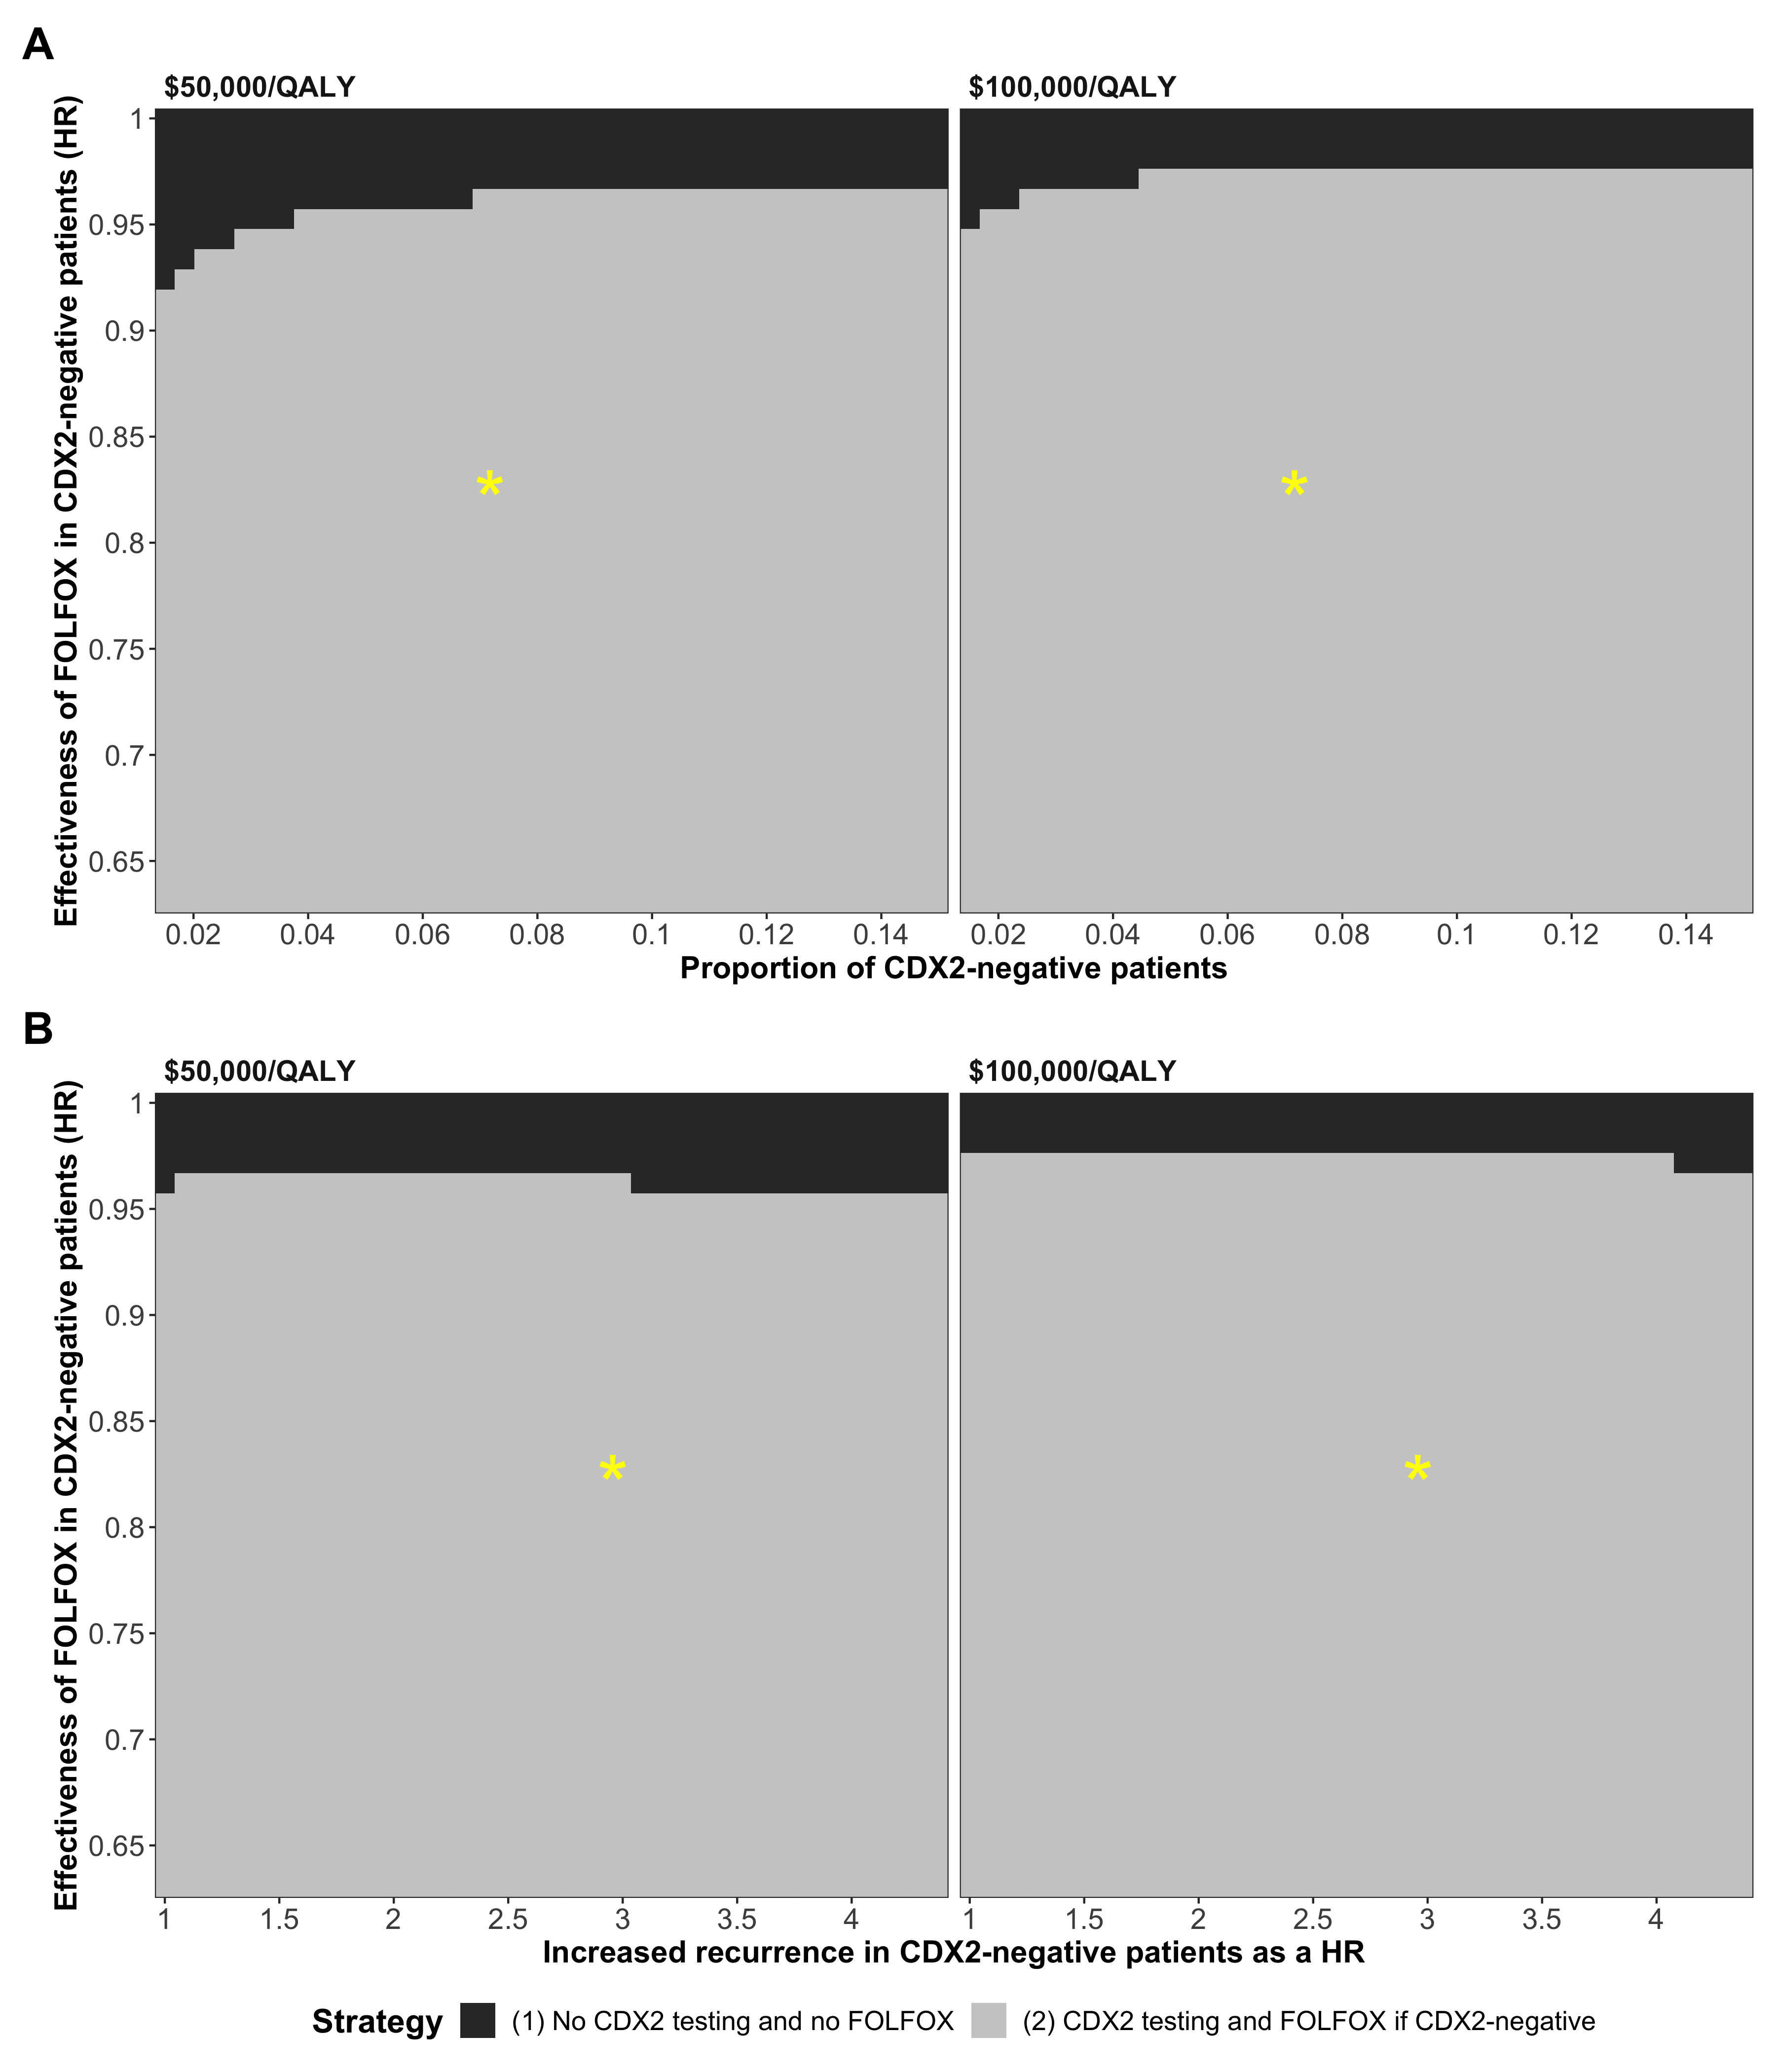 A
$50,000/QALY
$100,000/QALY
Effectiveness of FOLFOX in CDX2-negative patients (HR)
1
0.95
0.9
0.85
0.8
0.75
0.7
0.65
*
*
0.02 0.04 0.06 0.08 0.1 0.12 0.14
0.02 0.04 0.06 0.08 0.1 0.12 0.14
Proportion of CDX2-negative patients
B
$50,000/QALY
$100,000/QALY
Effectiveness of FOLFOX in CDX2-negative patients (HR)
1
0.95
0.9
0.85
0.8
0.75
0.7
0.65
*
*
1 1.5 2 2.5 3 3.5 4
1 1.5 2 2.5 3 3.5 4
Increased recurrence in CDX2-negative patients as a HR
Strategy (1) No CDX2 testing and no FOLFOX (2) CDX2 testing and FOLFOX if CDX2-negative